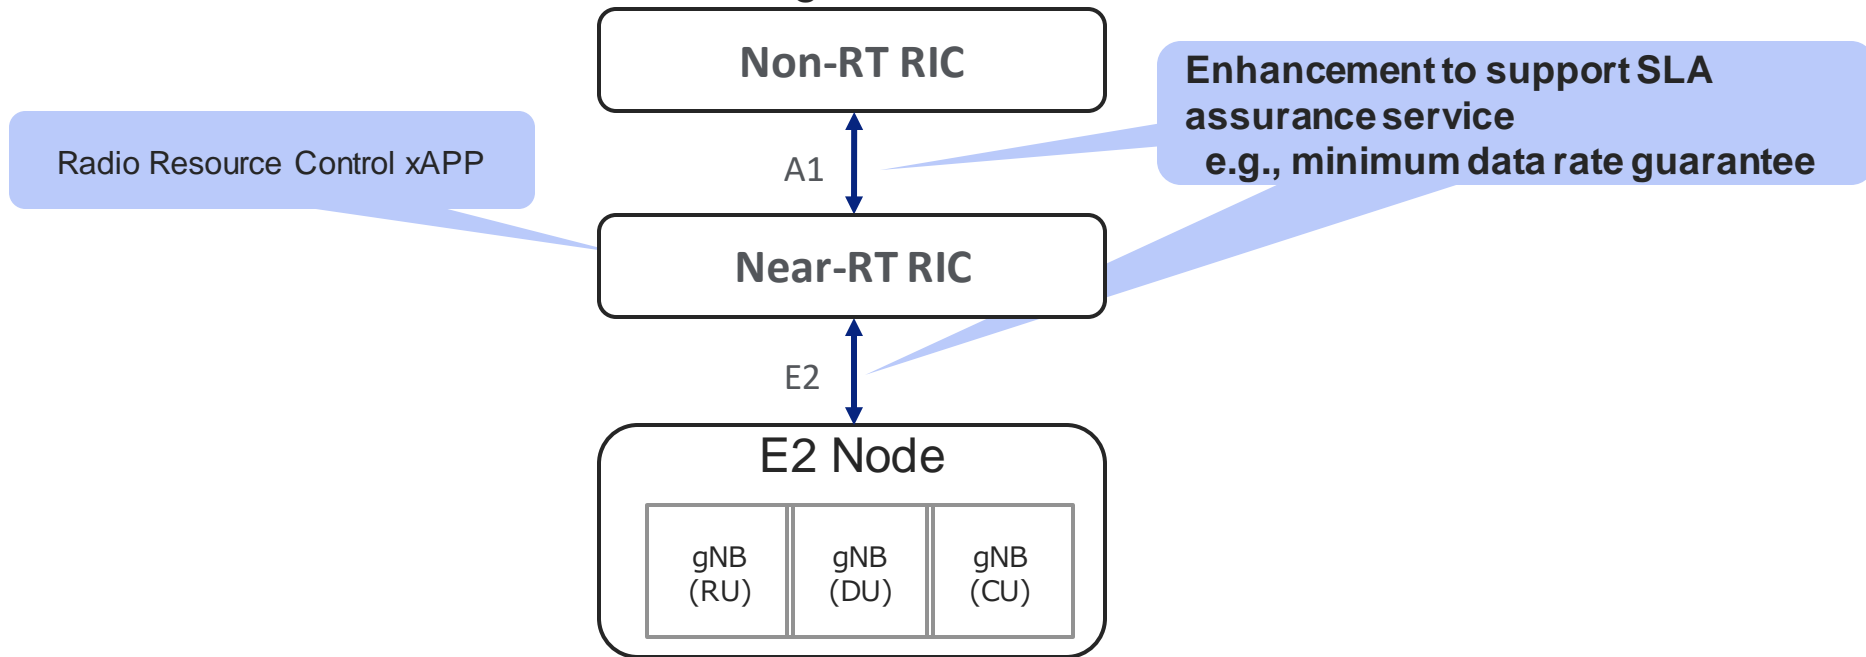 Non-RT RIC
Enhancement to support SLA
assurance service
e.g., minimum data rate guarantee
Radio Resource Control xAPP
A1
Near-RT RIC
E2
E2 Node
gNB
(RU)
gNB
(DU)
gNB
(CU)